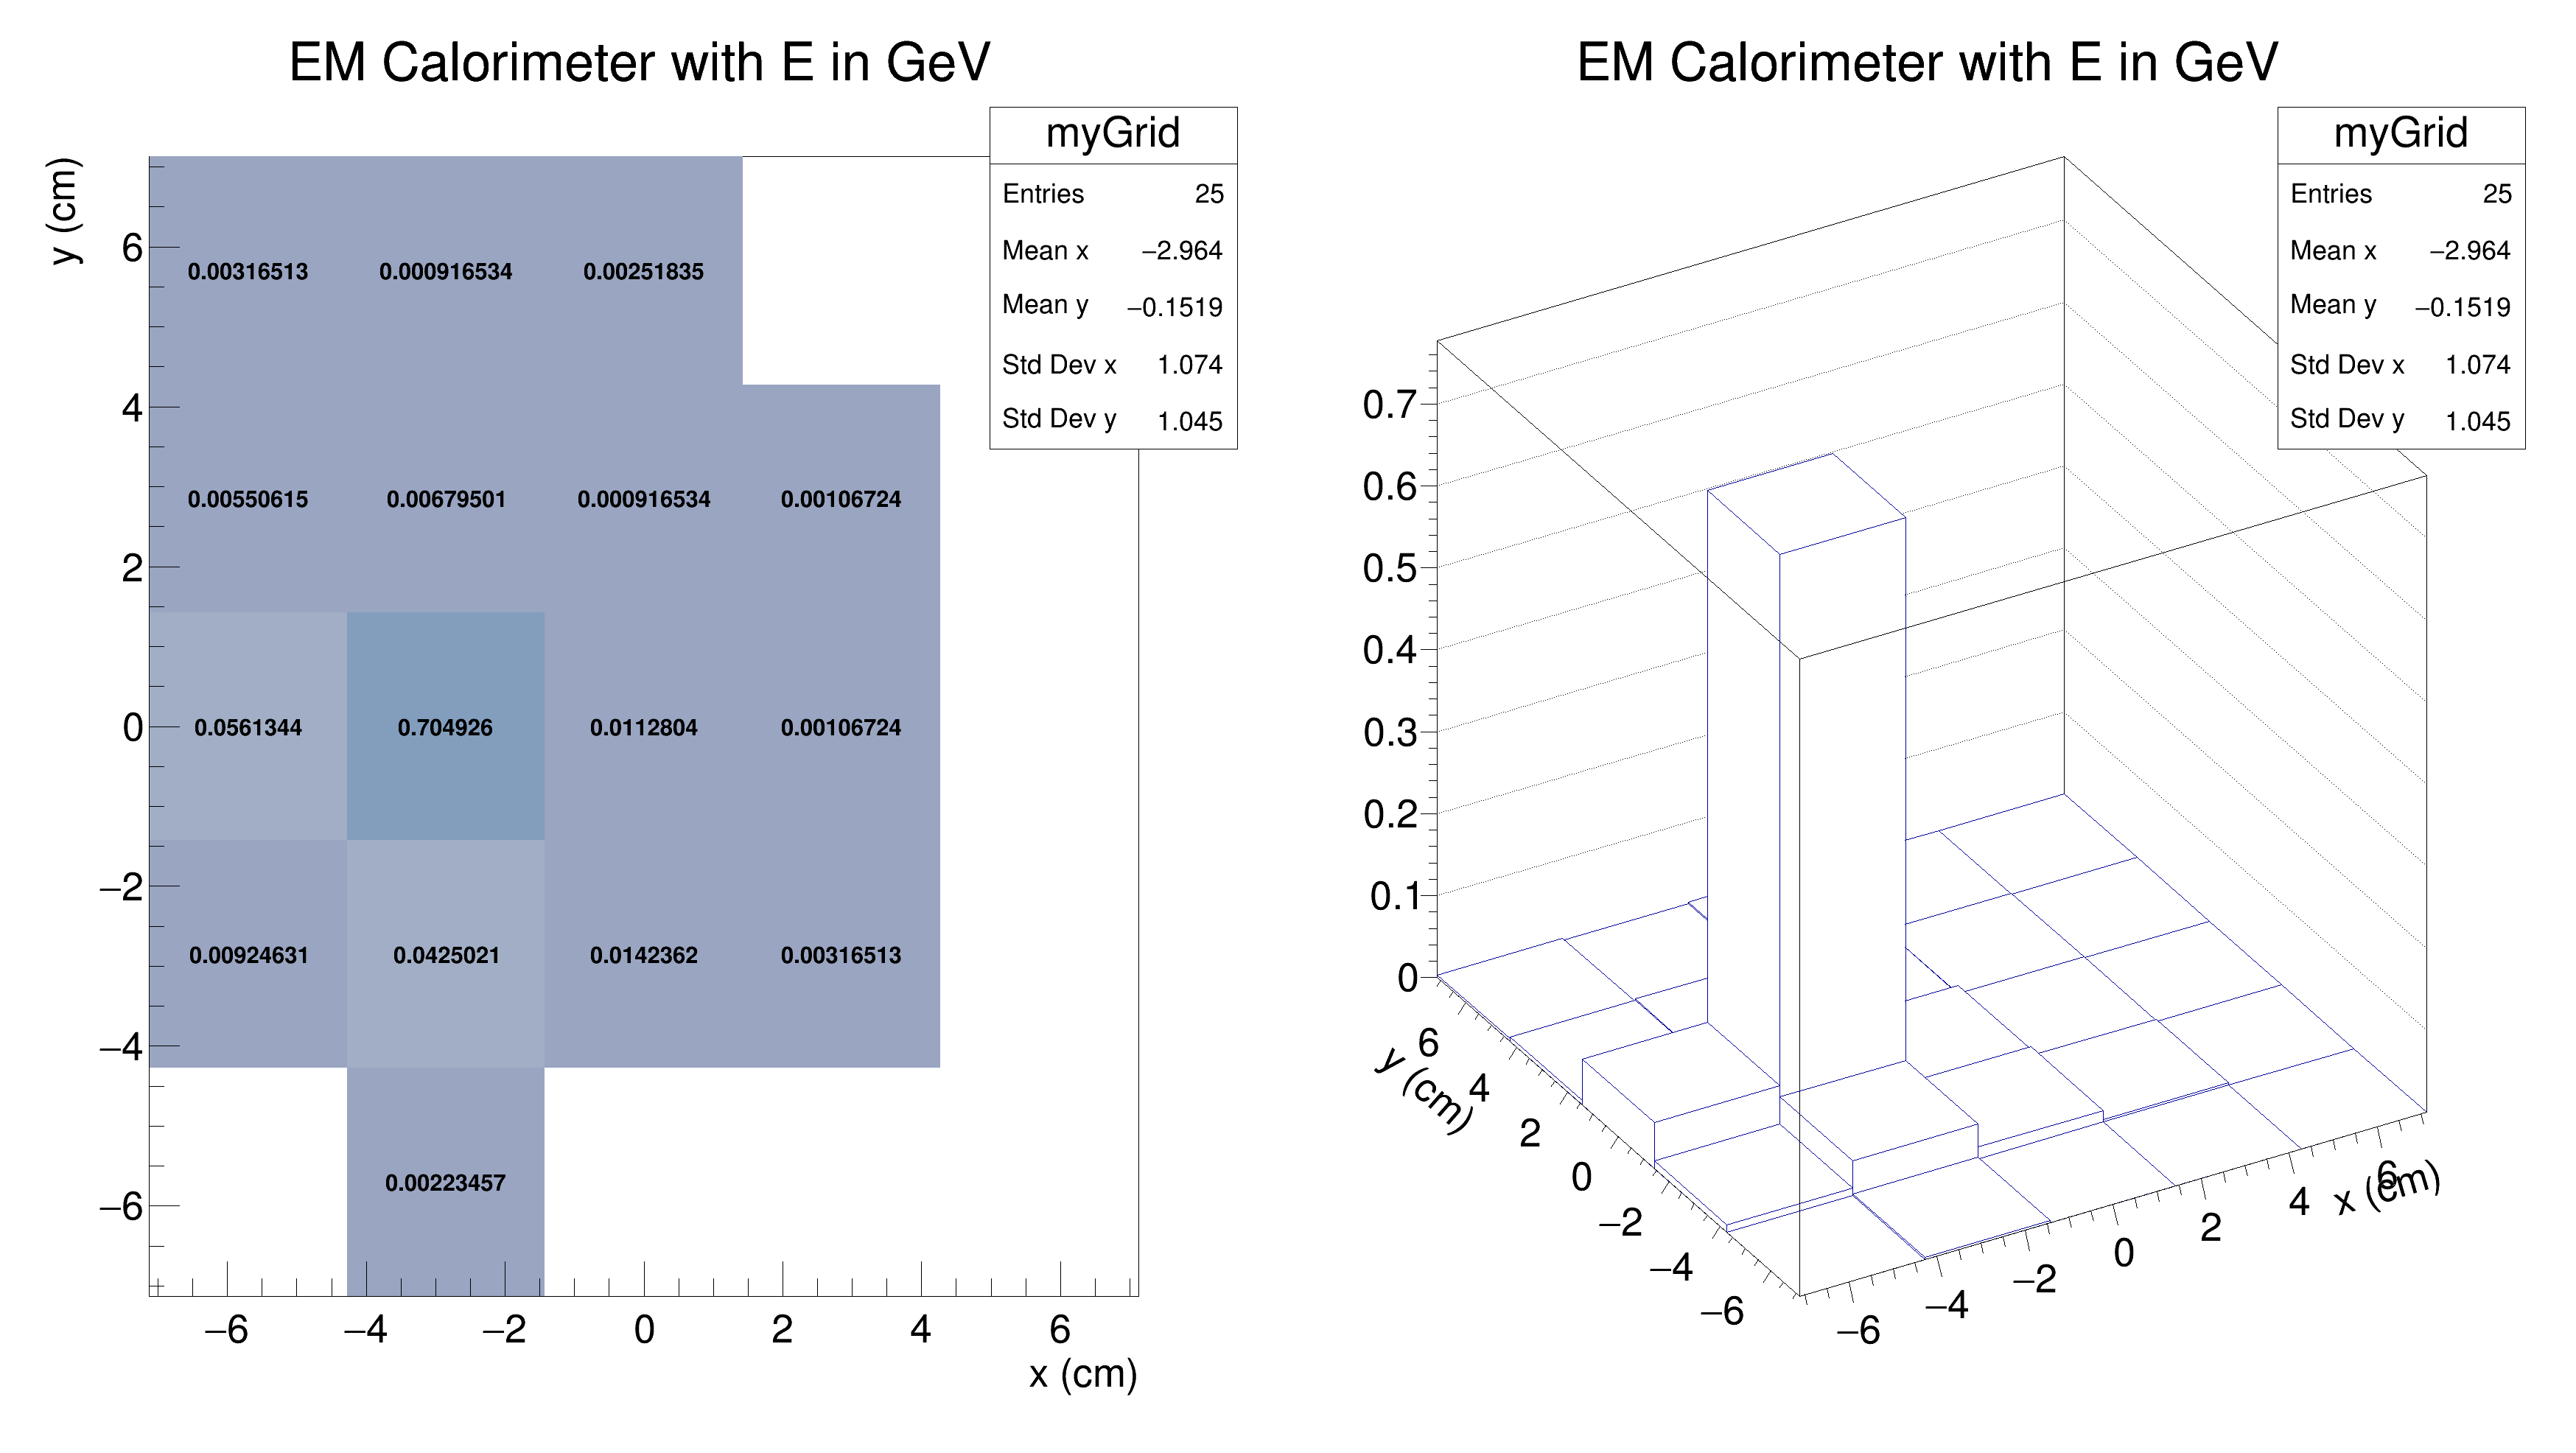 EM Calorimeter with E in GeV
myGrid
Entries 25
Mean x −2.964
Mean y −0.1519
Std Dev x 1.074
Std Dev y 1.045
y (cm)
6
4
2
0
−2
−4
−6
0.00316513 0.000916534 0.00251835
0.00550615 0.00679501 0.000916534 0.00106724
0.0561344 0.704926 0.0112804 0.00106724
0.00924631 0.0425021 0.0142362 0.00316513
0.00223457
−6 −4 −2 0 2 4 6
x (cm)
EM Calorimeter with E in GeV
myGrid
Entries 25
Mean x −2.964
Mean y −0.1519
Std Dev x 1.074
Std Dev y 1.045
0.7
0.6
0.5
0.4
0.3
0.2
0.1
0
y (cm)
6
4
2
0
−2
−4
−6
−6
−4
−2
0
2
4
6
x (cm)